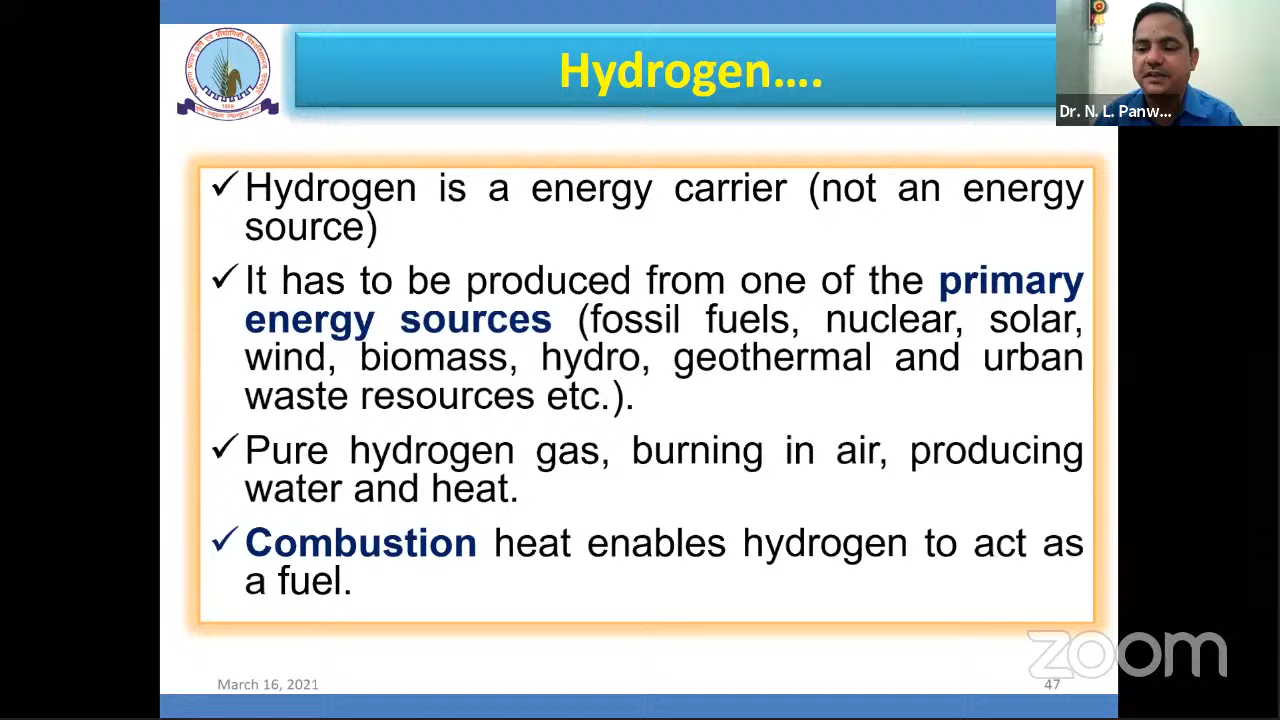 Hydrogen....
Dr. N. L. Panw...
✓Hydrogen is a energy carrier (not an energy
source)
✓It has to be produced from one of the primary
energy sources (fossil fuels, nuclear, solar,
wind, biomass, hydro, geothermal and urban
waste resources etc.).
✓Pure hydrogen gas, burning in air, producing
water and heat.
✓Combustion heat enables hydrogen to act as
a fuel.
zoom
March 16, 2021
47